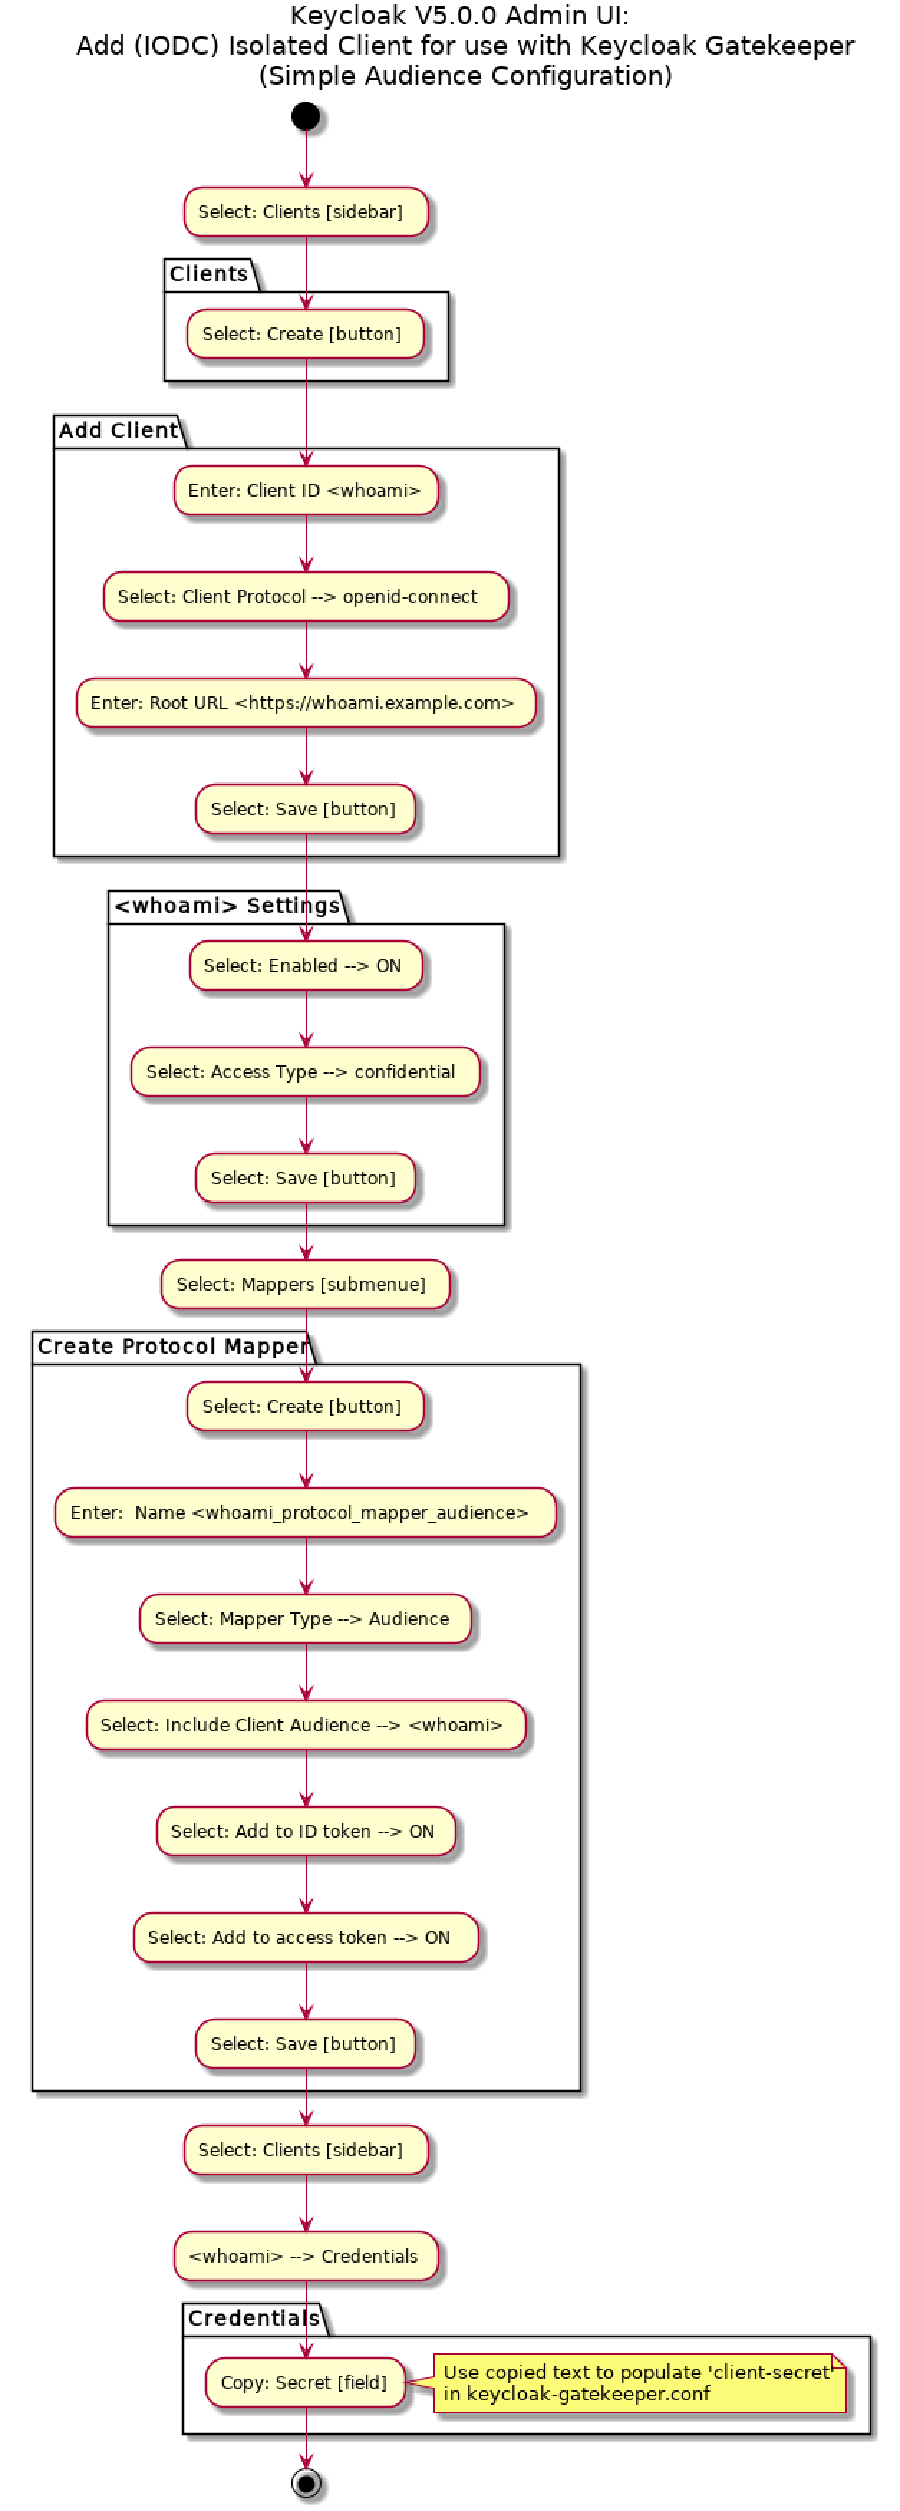 Keycloak V5.0.0 Admin UI:
Add (IODC) Isolated Client for use with Keycloak Gatekeeper
(Simple Audience Configuration)
Select: Clients [sidebar]
Clients
Select: Create [button]
Add Client
Enter: Client ID <whoami>
Select: Client Protocol --> openid-connect
Enter: Root URL <https://whoami.example.com>
Select: Save [button]
<whoami> Settings
Select: Enabled --> ON
Select: Access Type --> confidential
Select: Save [button]
Select: Mappers [submenue]
Create Protocol Mapper
Select: Create [button]
Enter:  Name <whoami_protocol_mapper_audience>
Select: Mapper Type --> Audience
Select: Include Client Audience --> <whoami>
Select: Add to ID token --> ON
Select: Add to access token --> ON
Select: Save [button]
Select: Clients [sidebar]
<whoami> --> Credentials
Credentials
Copy: Secret [field]
Use copied text to populate 'client-secret'
in keycloak-gatekeeper.conf